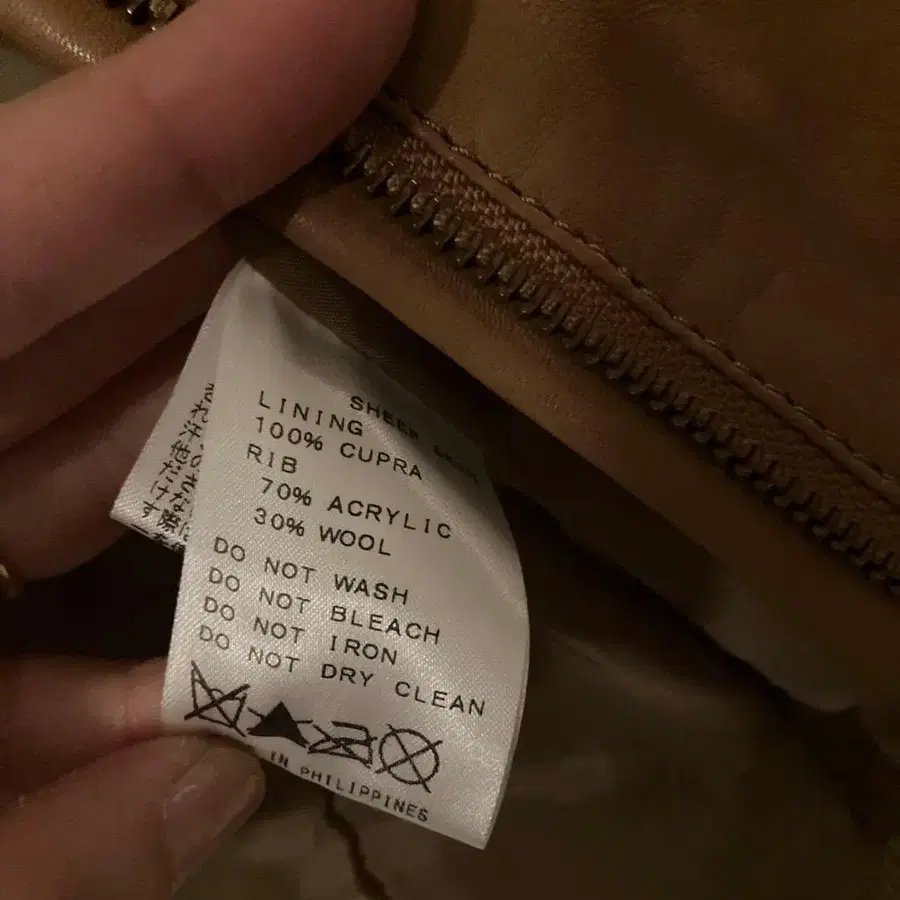 SHEEP SKIN
LINING
100% CUPRA
RIB
70% ACRYLIC
30% WOOL
DO NOT WASH
DO NOT BLEACH
DO NOT IRON
DO NOT DRY CLEAN
IN PHILIPPINES